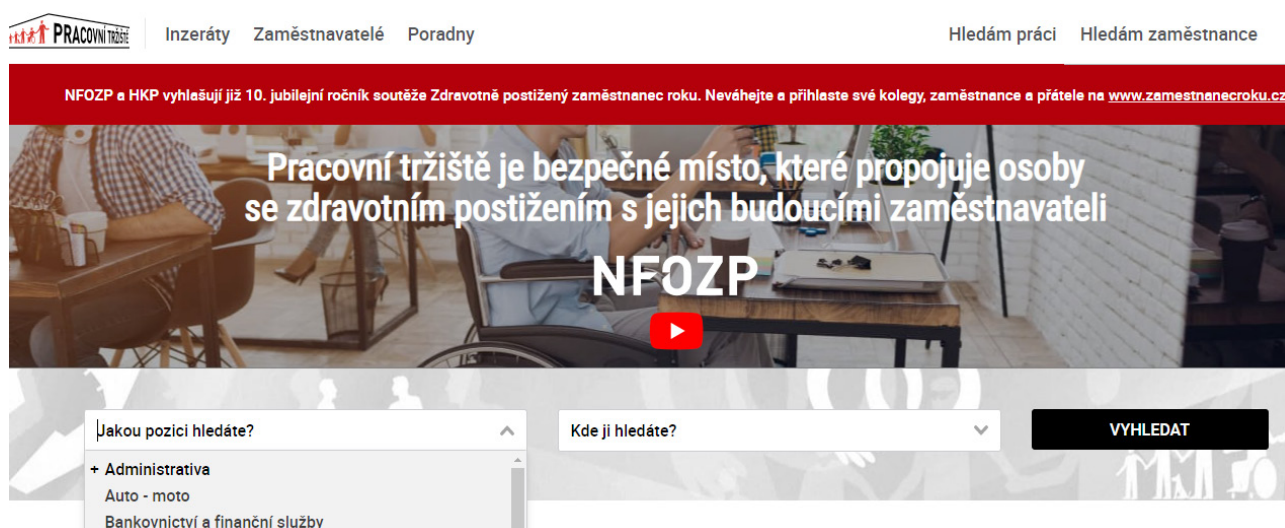 PRACOVNÍ TRŽIŠTĚ
Inzeráty Zaměstnavatelé Poradny Hledám práci Hledám zaměstnance
NFOZP a HKP vyhlašují již 10. jubilejní ročník soutěže Zdravotně postižený zaměstnanec roku. Neváhejte a přihlaste své kolegy, zaměstnance a přátele na www.zamestnanecroku.cz
Pracovní tržiště je bezpečné místo, které propojuje osoby
se zdravotním postižením s jejich budoucími zaměstnavateli
NFOZP
Jakou pozici hledáte? Kde ji hledáte? VYHLEDAT
+ Administrativa
Auto - moto
Bankovnictví a finanční služby